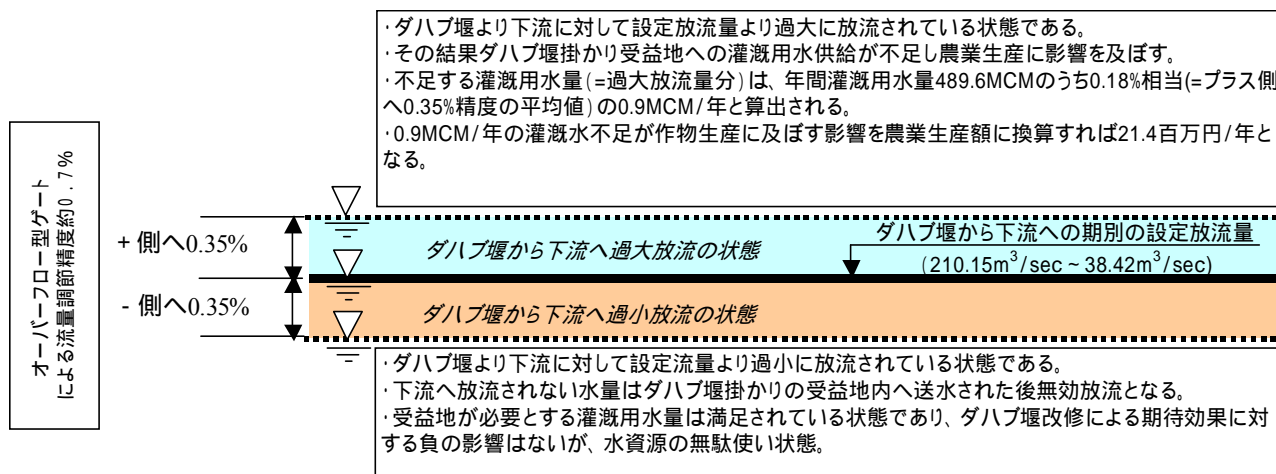 ･ダハブ堰より下流に対して設定放流量より過大に放流されている状態である。
･その結果ダハブ堰掛かり受益地への灌漑用水供給が不足し農業生産に影響を及ぼす。
･不足する灌漑用水量(=過大放流量分)は、年間灌漑用水量489.6MCMのうち0.18%相当(=プラス側
へ0.35%精度の平均値)の0.9MCM/年と算出される。
･0.9MCM/年の灌漑水不足が作物生産に及ぼす影響を農業生産額に換算すれば21.4百万円/年と
なる。
オーバーフロー型ゲート
による流量調節精度約0.7%
+側へ0.35%
ダハブ堰から下流へ過大放流の状態
ダハブ堰から下流への期別の設定放流量
(210.15m³/sec ~ 38.42m³/sec)
- 側へ0.35%
ダハブ堰から下流へ過小放流の状態
･ダハブ堰より下流に対して設定流量より過小に放流されている状態である。
･下流へ放流されない水量はダハブ堰掛かりの受益地内へ送水された後無効放流となる。
･受益地が必要とする灌漑用水量は満足されている状態であり、ダハブ堰改修による期待効果に対
する負の影響はないが、水資源の無駄使い状態。